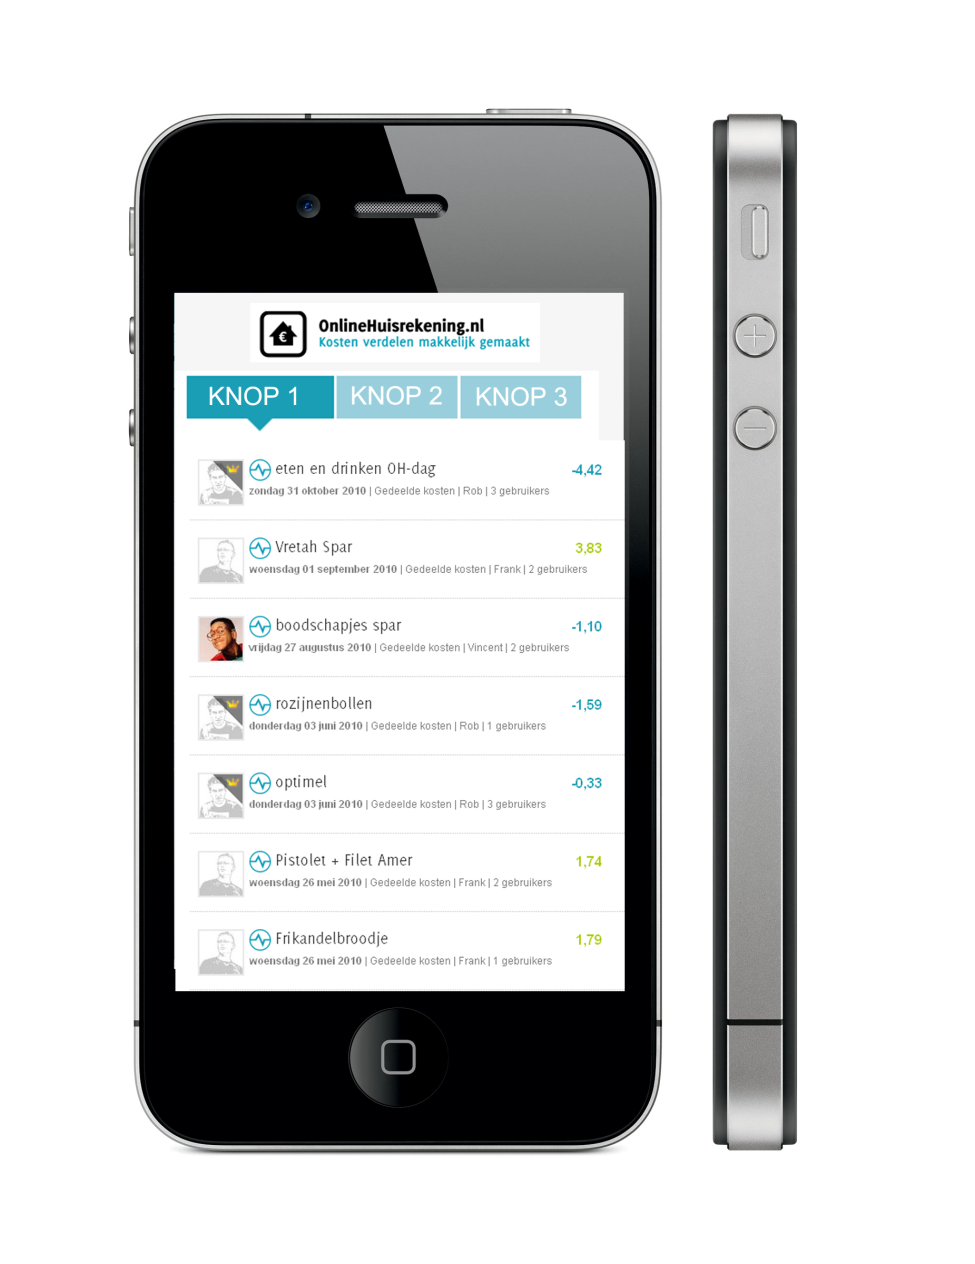 OnlineHuisrekening.nl
Kosten verdelen makkelijk gemaakt
KNOP 1 KNOP 2 KNOP 3
eten en drinken OH-dag -4,42
zondag 31 oktober 2010 | Gedeelde kosten | Rob | 3 gebruikers
Vretah Spar 3,83
woensdag 01 september 2010 | Gedeelde kosten | Frank | 2 gebruikers
boodschapjes spar -1,10
vrijdag 27 augustus 2010 | Gedeelde kosten | Vincent | 2 gebruikers
rozijnenbollen -1,59
donderdag 03 juni 2010 | Gedeelde kosten | Rob | 1 gebruikers
optimel -0,33
donderdag 03 juni 2010 | Gedeelde kosten | Rob | 3 gebruikers
Pistolet + Filet Amer 1,74
woensdag 26 mei 2010 | Gedeelde kosten | Frank | 2 gebruikers
Frikandelbroodje 1,79
woensdag 26 mei 2010 | Gedeelde kosten | Frank | 1 gebruikers